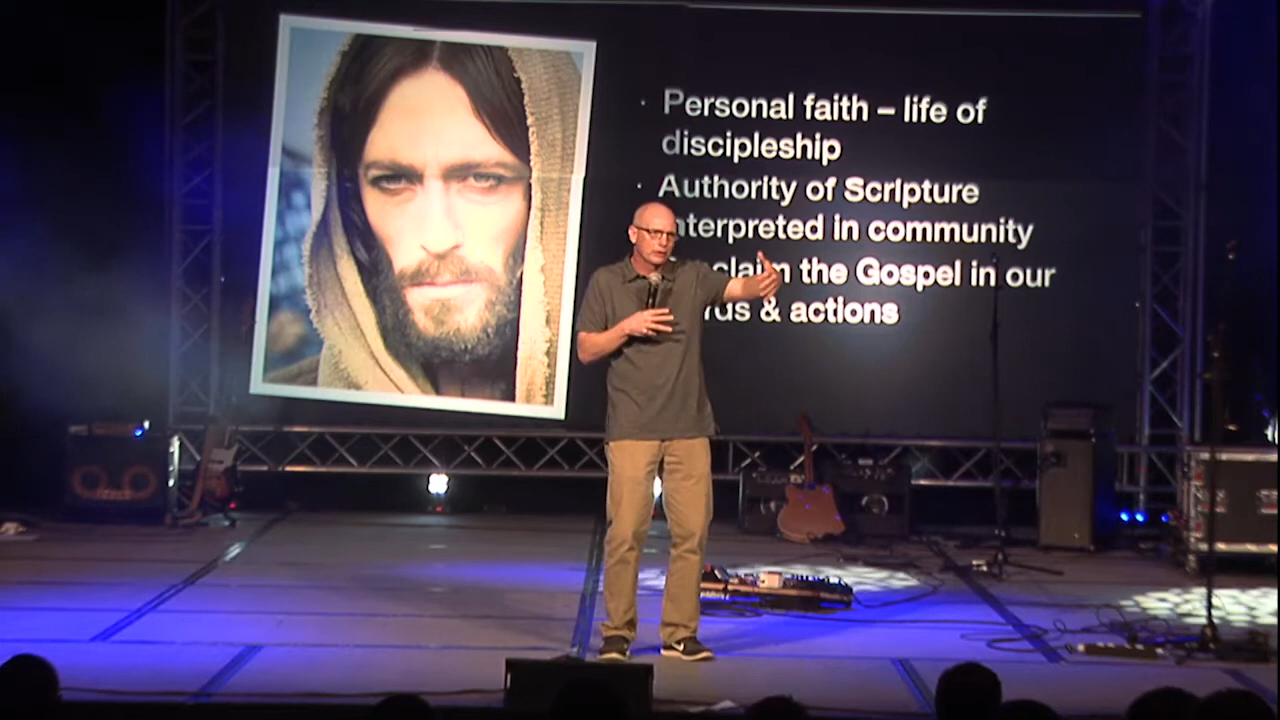 · Personal faith – life of
discipleship
· Authority of Scripture
interpreted in community
the Gospel in our
& actions